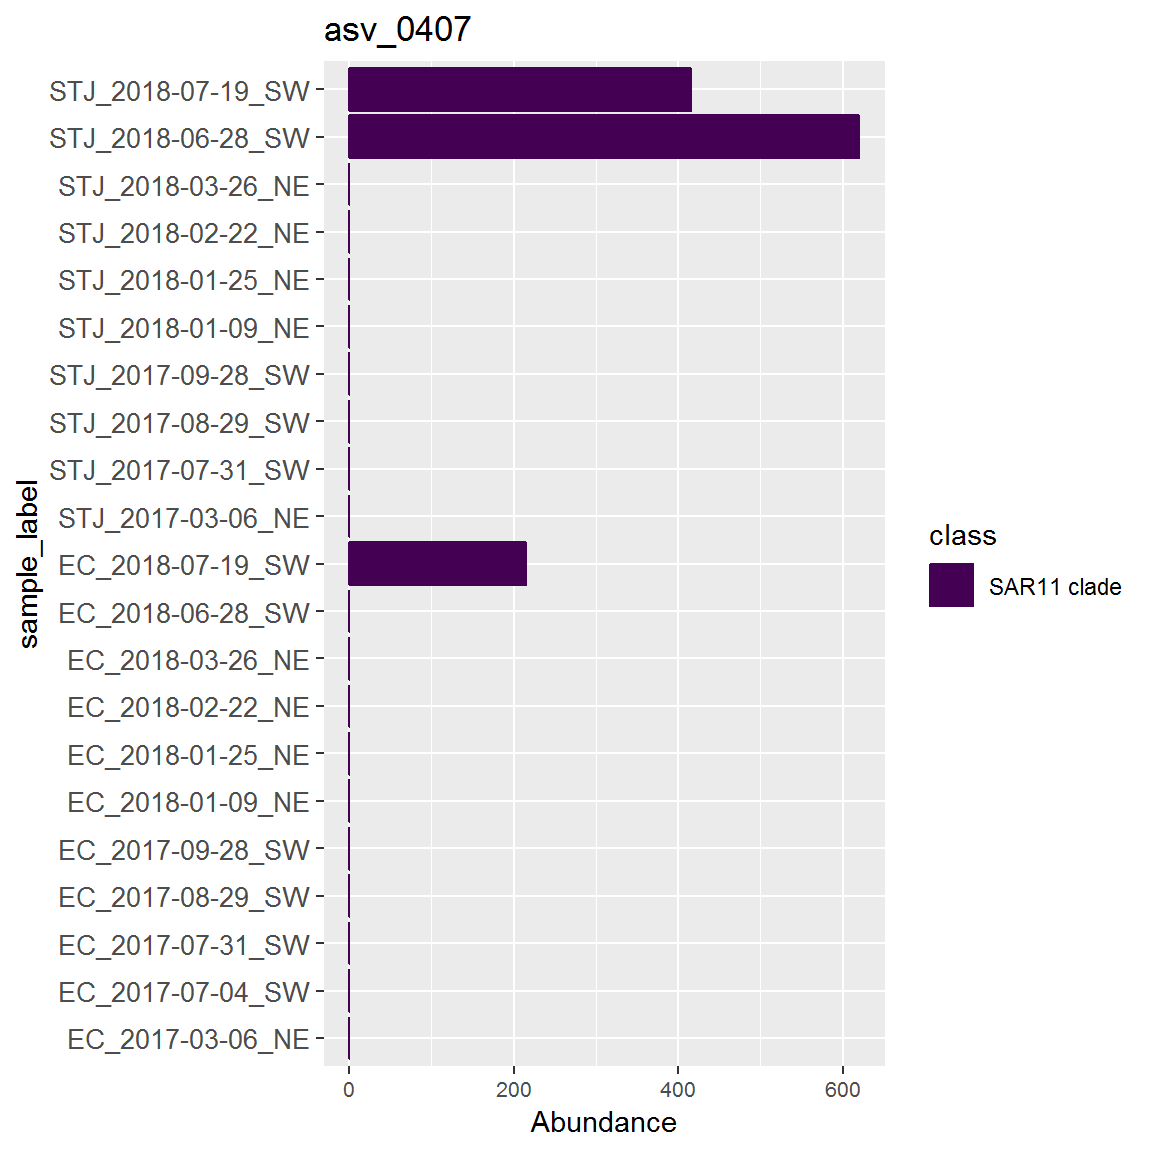 asv_0407
STJ_2018-07-19_SW
STJ_2018-06-28_SW
STJ_2018-03-26_NE
STJ_2018-02-22_NE
STJ_2018-01-25_NE
STJ_2018-01-09_NE
STJ_2017-09-28_SW
STJ_2017-08-29_SW
STJ_2017-07-31_SW
STJ_2017-03-06_NE
EC_2018-07-19_SW
EC_2018-06-28_SW
EC_2018-03-26_NE
EC_2018-02-22_NE
EC_2018-01-25_NE
EC_2018-01-09_NE
EC_2017-09-28_SW
EC_2017-08-29_SW
EC_2017-07-31_SW
EC_2017-07-04_SW
EC_2017-03-06_NE
sample_label
0 200 400 600
Abundance
class
SAR11 clade